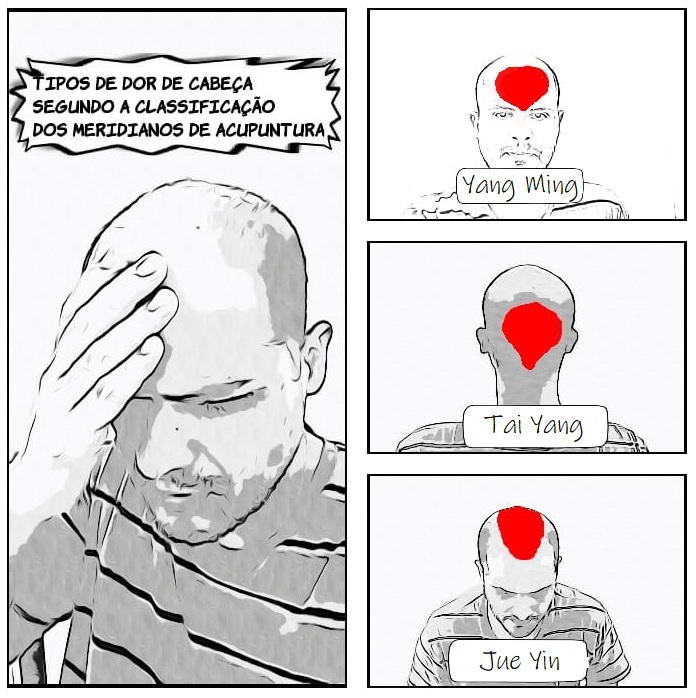 TIPOS DE DOR DE CABEÇA
SEGUNDO A CLASSIFICAÇÃO
DOS MERIDIANOS DE ACUPUNTURA
Yang Ming
Tai Yang
Jue Yin